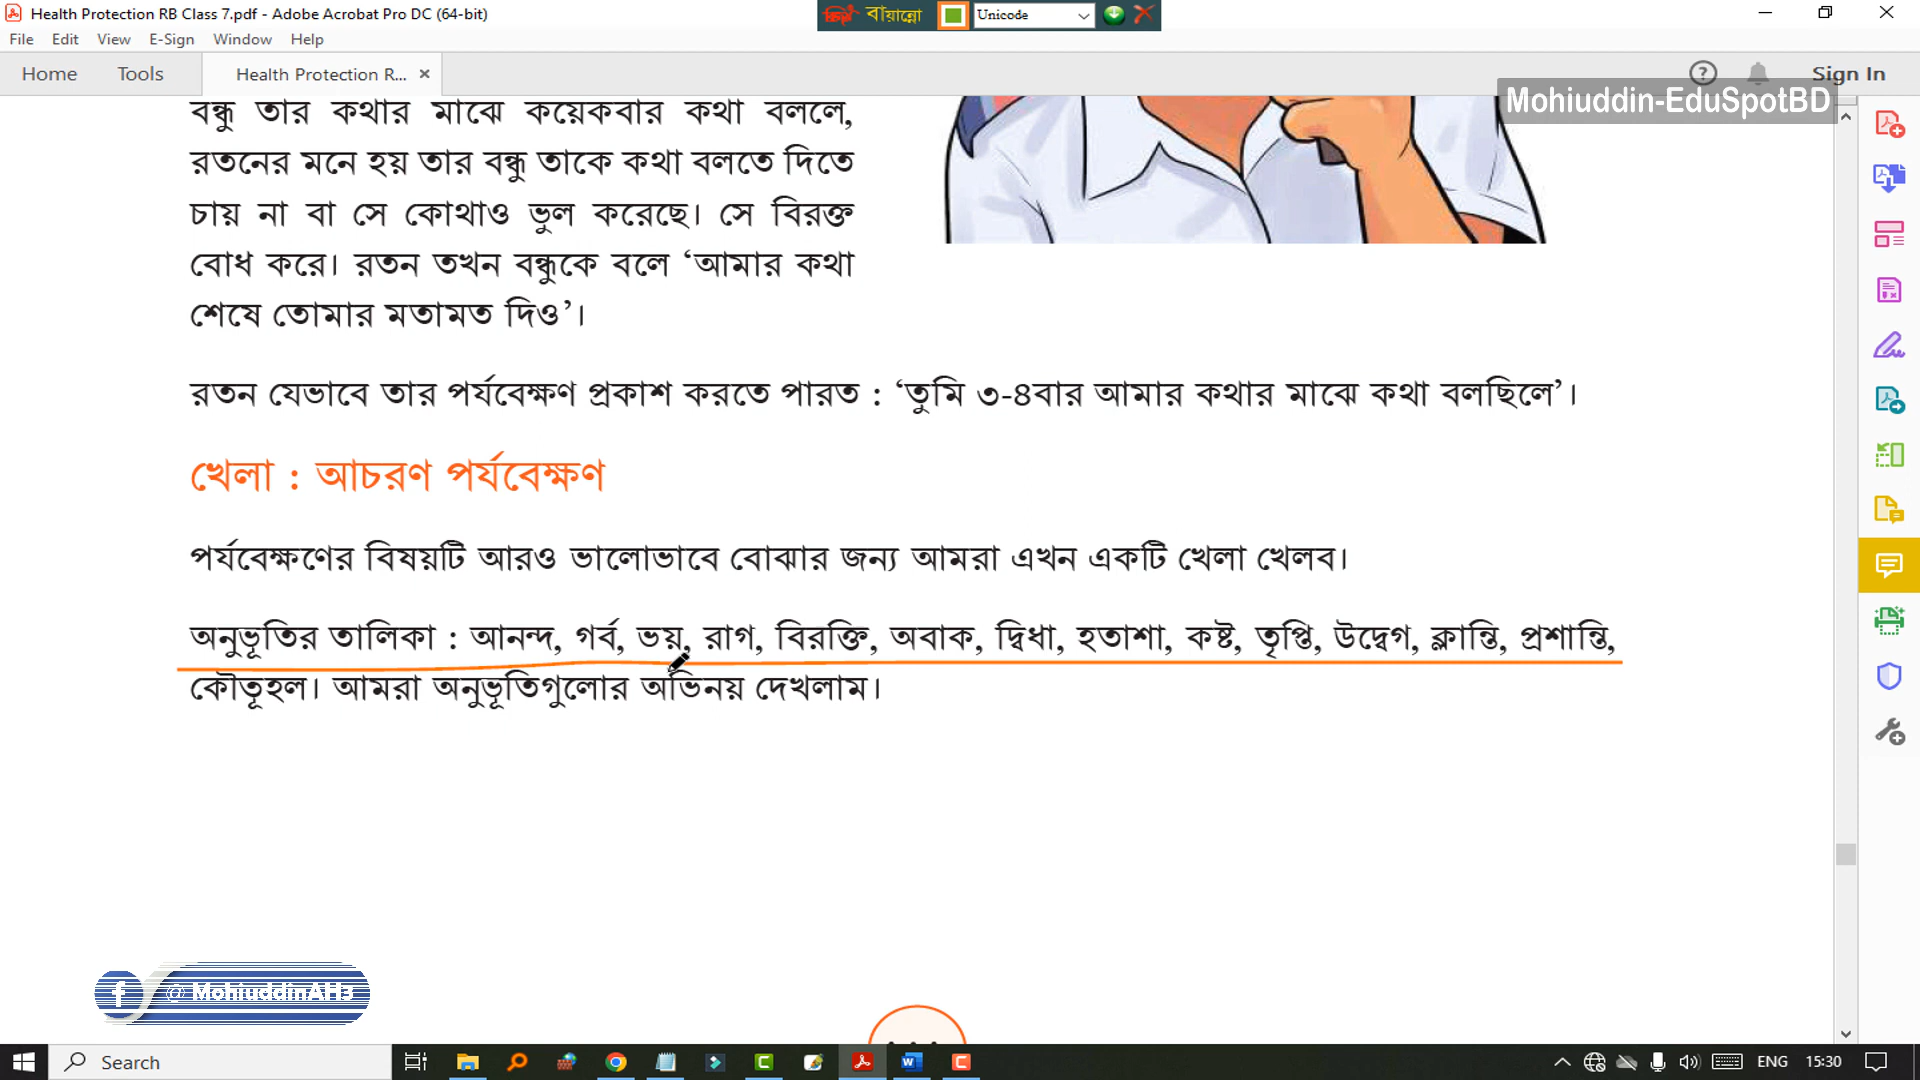 Health Protection RB Class 7.pdf - Adobe Acrobat Pro DC (64-bit)
বায়ান্নো
Unicode
File Edit View E-Sign Window Help
Home Tools Health Protection R... Sign In
Mohiuddin-EduSpotBD
বন্ধু তার কথার মাঝে কয়েকবার কথা বললে,
রতনের মনে হয় তার বন্ধু তাকে কথা বলতে দিতে
চায় না বা সে কোথাও ভুল করেছে। সে বিরক্ত
বোধ করে। রতন তখন বন্ধুকে বলে ‘আমার কথা
শেষে তোমার মতামত দিও’।
রতন যেভাবে তার পর্যবেক্ষণ প্রকাশ করতে পারত : ‘তুমি ৩-৪বার আমার কথার মাঝে কথা বলছিলে’।
খেলা : আচরণ পর্যবেক্ষণ
পর্যবেক্ষণের বিষয়টি আরও ভালোভাবে বোঝার জন্য আমরা এখন একটি খেলা খেলব।
অনুভূতির তালিকা : আনন্দ, গর্ব, ভয়, রাগ, বিরক্তি, অবাক, দ্বিধা, হতাশা, কষ্ট, তৃপ্তি, উদ্বেগ, ক্লান্তি, প্রশান্তি,
কৌতূহল। আমরা অনুভূতিগুলোর অভিনয় দেখলাম।
@ MohiuddinAH3
Search
ENG 15:30